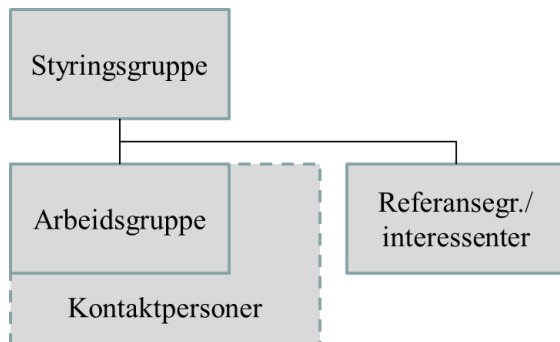 Styringsgruppe
Arbeidsgruppe
Referansegr./
interessenter
Kontaktpersoner